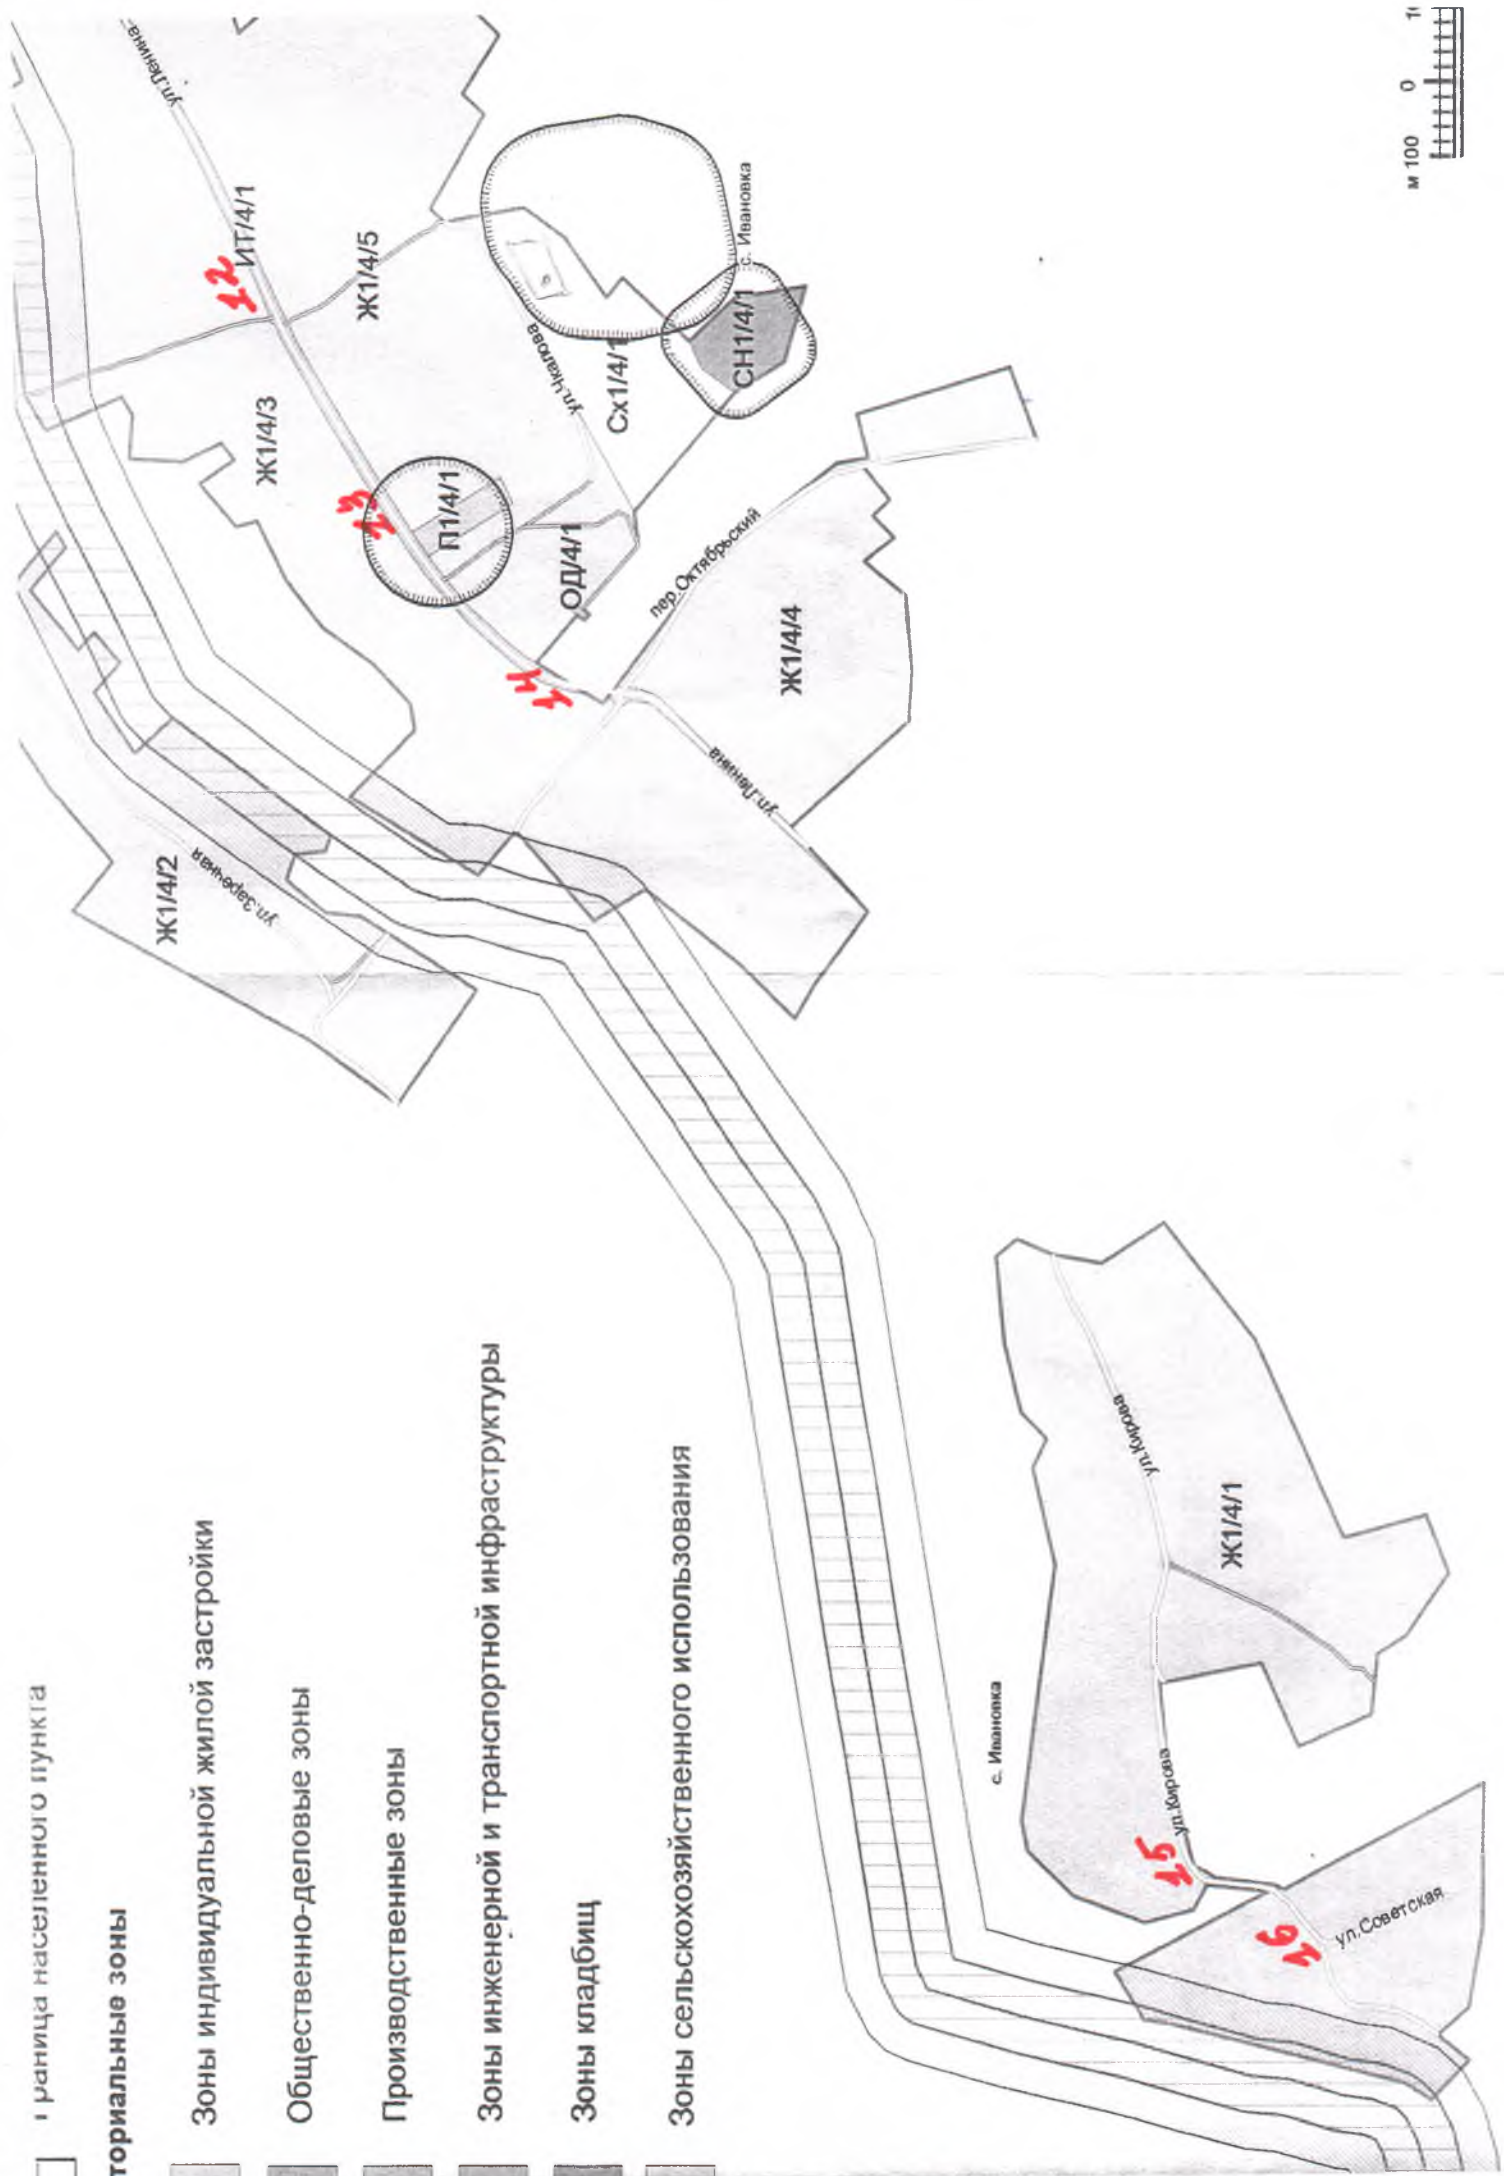 раница населенного пункта
ториальные зоны
Зоны индивидуальной жилой застройки
Общественно-деловые зоны
Производственные зоны
Зоны инженерной и транспортной инфраструктуры
Зоны кладбищ
Зоны сельскохозяйственного использования
ул.Ленина
ИТ/4/1
12
Ж1/4/5
Ж1/4/3
13
П1/4/1
ул.Чкалова
Сх1/4/1
с. Ивановка
СН1/4/1
ОД/4/1
14
пер.Октябрьский
Ж1/4/4
ул.Ленина
Ж1/4/2
ул.Заречная
с. Ивановка
ул.Кирова
Ж1/4/1
ул.Кирова
15
16
ул.Советская
м 100 0